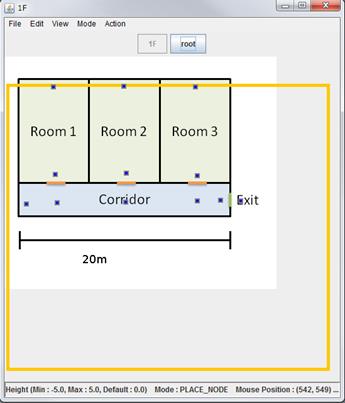 1F
File Edit View Mode Action
1F root
Room 1 Room 2 Room 3
Corridor Exit
20m
Height (Min : -5.0, Max : 5.0, Default : 0.0) Mode : PLACE_NODE Mouse Position : (542, 549) ...